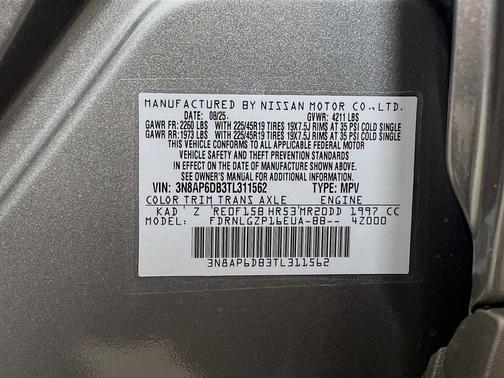 MANUFACTURED BY NISSAN MOTOR CO., LTD.
DATE: 08/25 GVWR: 4211 LBS
GAWR FR: 2260 LBS WITH 225/45R19 TIRES 19X7.5J RIMS AT 35 PSI COLD SINGLE
GAWR RR: 1973 LBS WITH 225/45R19 TIRES 19X7.5J RIMS AT 35 PSI COLD SINGLE
THIS VEHICLE CONFORMS TO ALL APPLICABLE FEDERAL MOTOR
VEHICLE SAFETY AND THEFT PREVENTION STANDARDS
IN EFFECT ON THE DATE OF MANUFACTURE SHOWN ABOVE.
SEE OWNER'S MANUAL FOR ADDITIONAL INFORMATION.
VIN: 3N8AP6DB3TL311562 TYPE: MPV
COLOR TRIM TRANS AXLE ENGINE
KAD' Z 'RE0F15B HR53'MR20DD 1997 CC
MODEL: FDRNLGZP16EUA-BB-- 4Z000
3N8AP6DB3TL311562